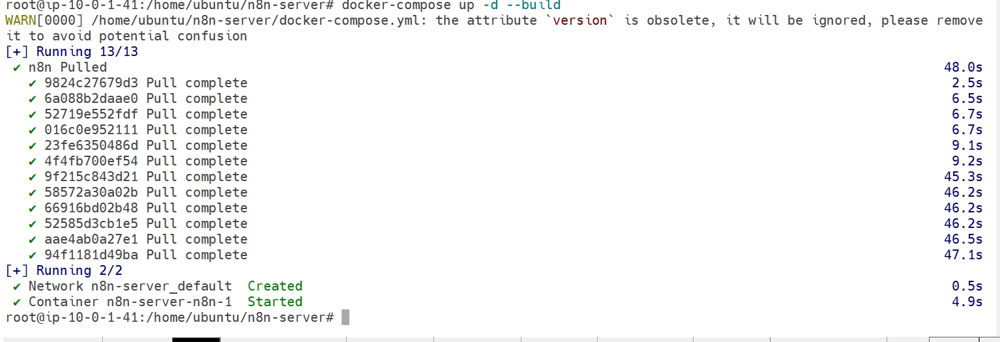 root@ip-10-0-1-41:/home/ubuntu/n8n-server# docker-compose up -d --build
WARN[0000] /home/ubuntu/n8n-server/docker-compose.yml: the attribute `version` is obsolete, it will be ignored, please remove
it to avoid potential confusion
[+] Running 13/13
✔ n8n Pulled 48.0s
✔ 9824c27679d3 Pull complete 2.5s
✔ 6a088b2daae0 Pull complete 6.5s
✔ 52719e552fdf Pull complete 6.7s
✔ 016c0e952111 Pull complete 6.7s
✔ 23fe6350486d Pull complete 9.1s
✔ 4f4fb700ef54 Pull complete 9.2s
✔ 9f215c843d21 Pull complete 45.3s
✔ 58572a30a02b Pull complete 46.2s
✔ 66916bd02b48 Pull complete 46.2s
✔ 52585d3cb1e5 Pull complete 46.2s
✔ aae4ab0a27e1 Pull complete 46.5s
✔ 94f1181d49ba Pull complete 47.1s
[+] Running 2/2
✔ Network n8n-server_default Created 0.5s
✔ Container n8n-server-n8n-1 Started 4.9s
root@ip-10-0-1-41:/home/ubuntu/n8n-server#